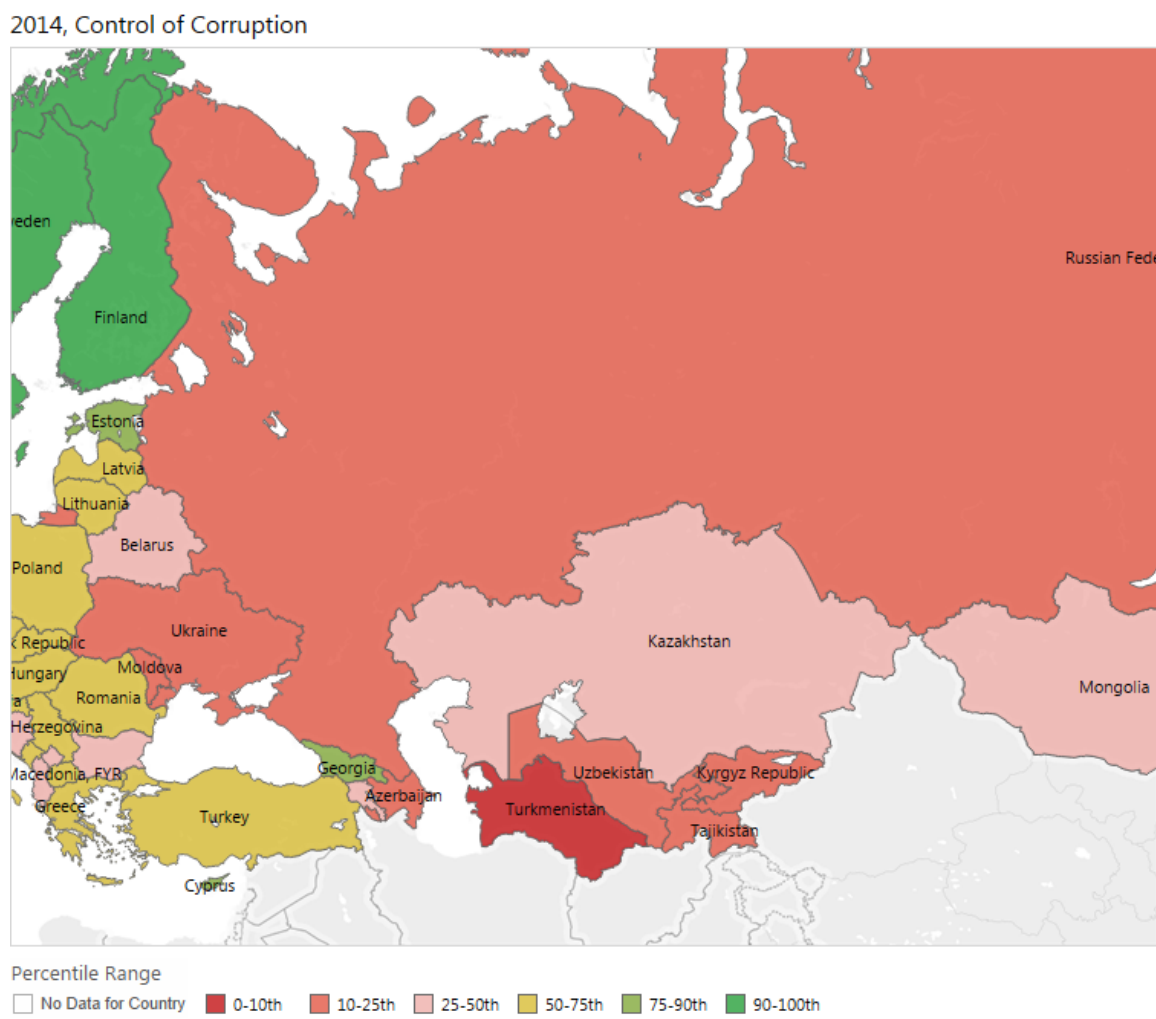 2014, Control of Corruption
weden
Russian Fede
Finland
Estonia
Latvia
Lithuania
Belarus
Poland
Ukraine
k Republic
Kazakhstan
Moldova
Hungary
Mongolia
Romania
a
Herzegovina
Georgia
Uzbekistan
Kyrgyz Republic
Macedonia, FYR
Azerbaijan
Greece
Turkmenistan
Turkey
Tajikistan
Cyprus
Percentile Range
No Data for Country 0-10th 10-25th 25-50th 50-75th 75-90th 90-100th